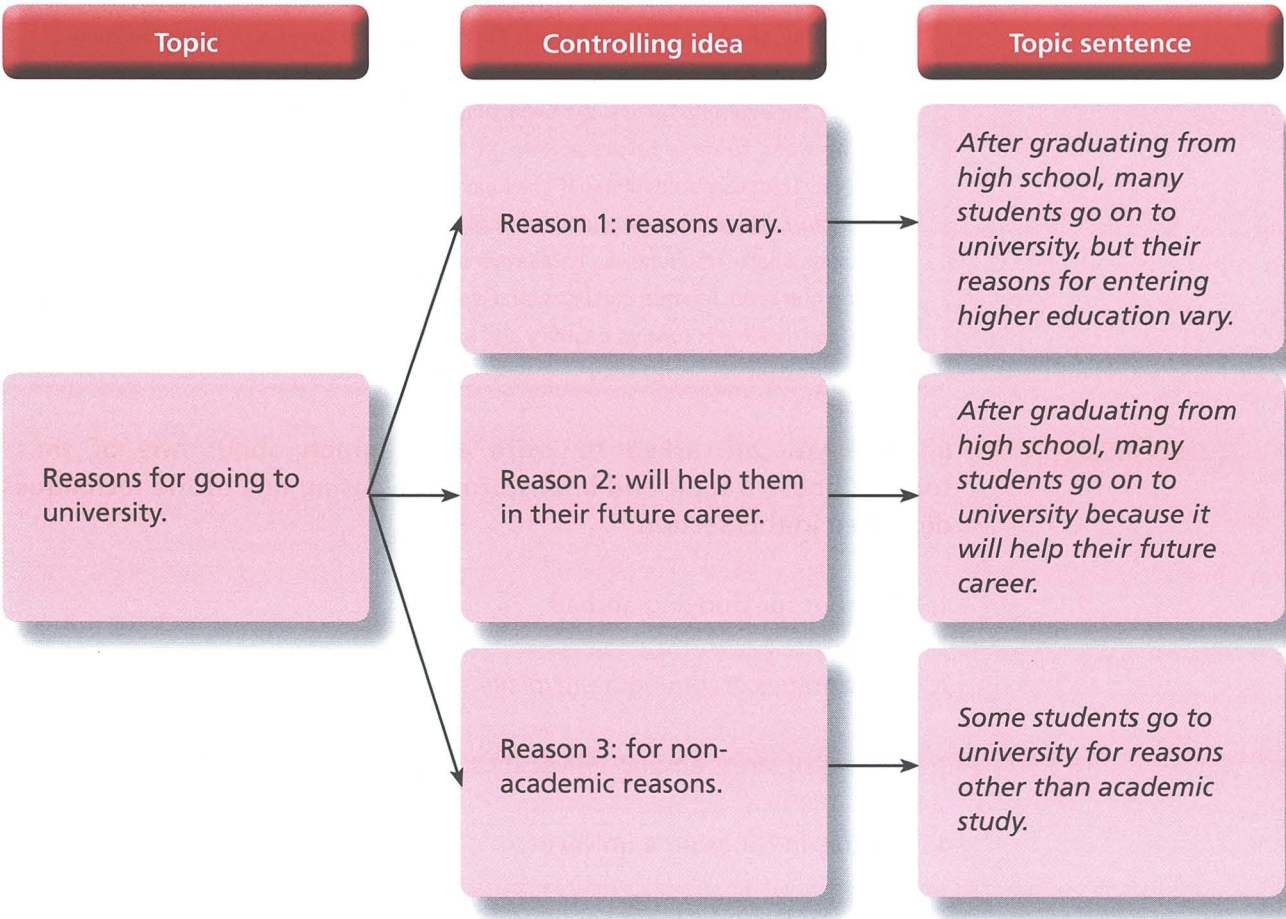 Topic
Controlling idea
Topic sentence
Reason 1: reasons vary.
After graduating from
high school, many
students go on to
university, but their
reasons for entering
higher education vary.
Reasons for going to
university.
Reason 2: will help them
in their future career.
After graduating from
high school, many
students go on to
university because it
will help their future
career.
Reason 3: for non-
academic reasons.
Some students go to
university for reasons
other than academic
study.